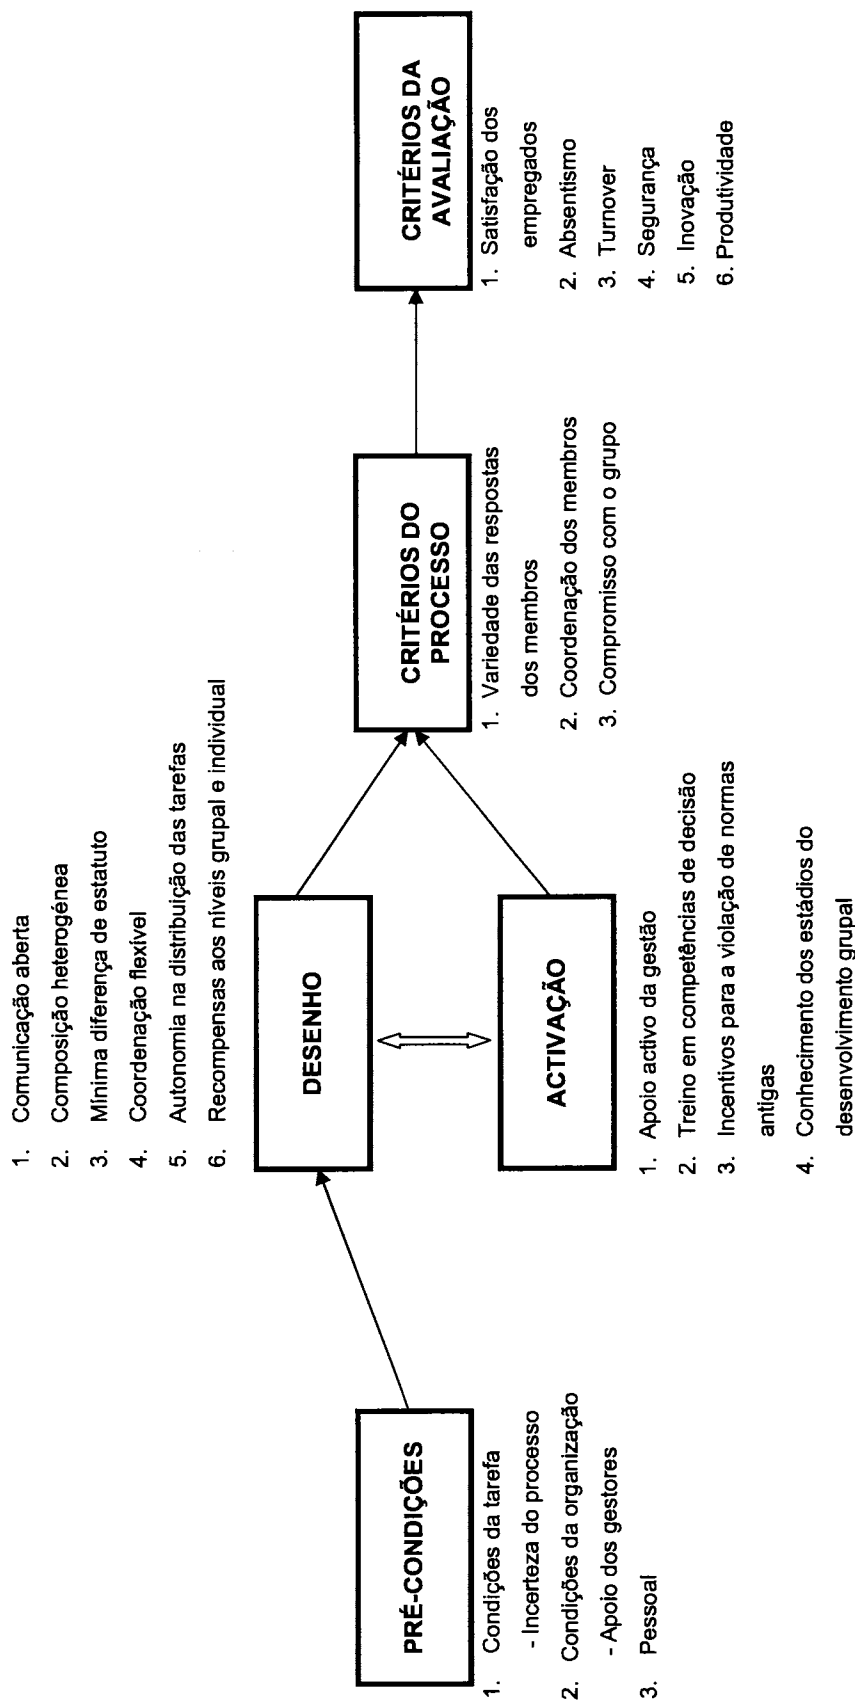 PRÉ-CONDIÇÕES
1. Condições da tarefa
- Incerteza do processo
2. Condições da organização
- Apoio dos gestores
3. Pessoal
1. Comunicação aberta
2. Composição heterogénea
3. Mínima diferença de estatuto
4. Coordenação flexível
5. Autonomia na distribuição das tarefas
6. Recompensas aos níveis grupal e individual
DESENHO
ACTIVAÇÃO
1. Apoio activo da gestão
2. Treino em competências de decisão
3. Incentivos para a violação de normas
antigas
4. Conhecimento dos estádios do
desenvolvimento grupal
CRITÉRIOS DO
PROCESSO
1. Variedade das respostas
dos membros
2. Coordenação dos membros
3. Compromisso com o grupo
CRITÉRIOS DA
AVALIAÇÃO
1. Satisfação dos
empregados
2. Absentismo
3. Turnover
4. Segurança
5. Inovação
6. Produtividade